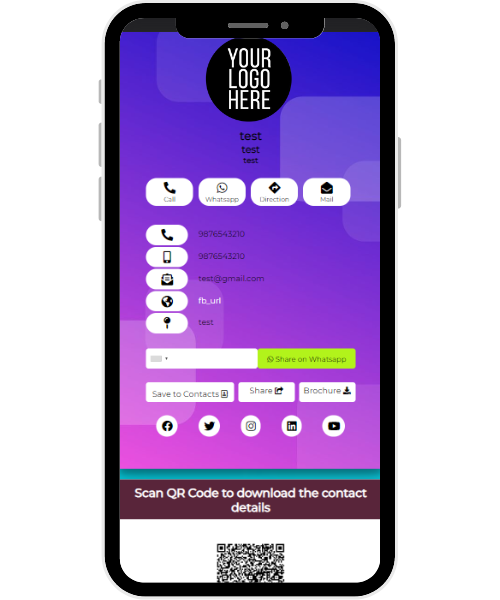 YOUR
LOGO
HERE
test
test
test
Call Whatsapp Direction Mail
9876543210
9876543210
test@gmail.com
fb_url
test
Share on Whatsapp
Save to Contacts Share Brochure
Scan QR Code to download the contact
details